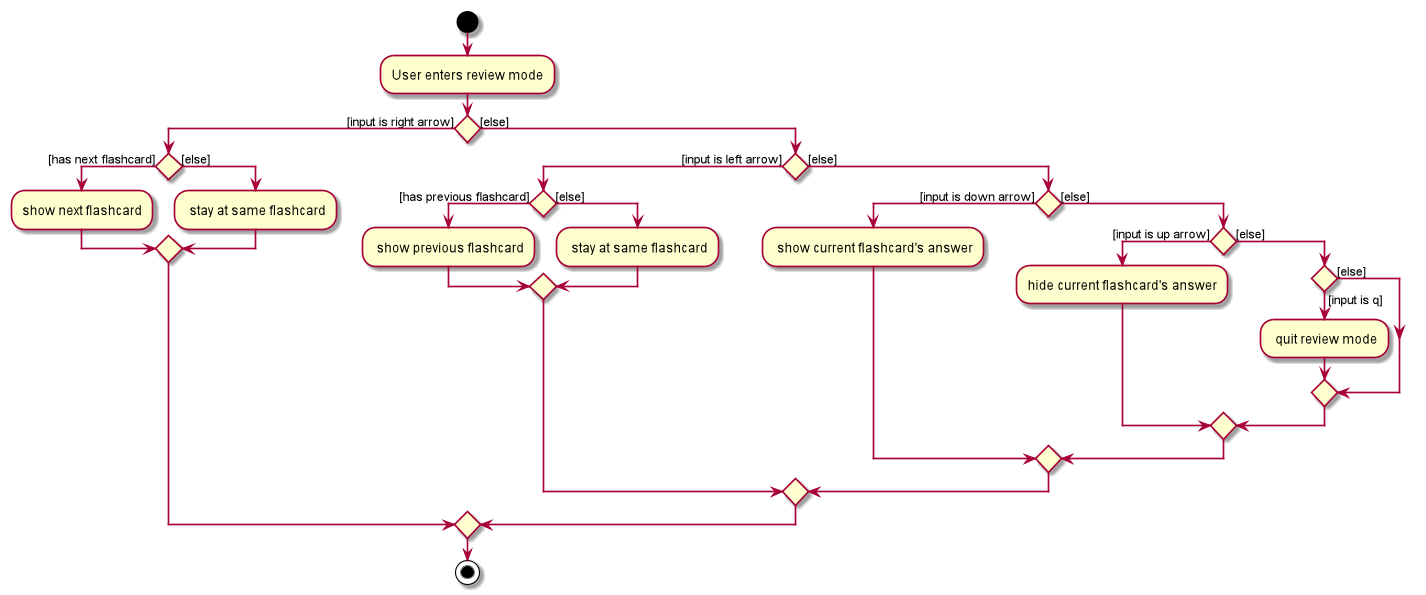 User enters review mode
[input is right arrow] [else]
[has next flashcard] [else] [input is left arrow] [else]
show next flashcard stay at same flashcard [has previous flashcard] [else] [input is down arrow] [else]
show previous flashcard stay at same flashcard show current flashcard's answer [input is up arrow] [else]
hide current flashcard's answer [else]
[input is q]
quit review mode